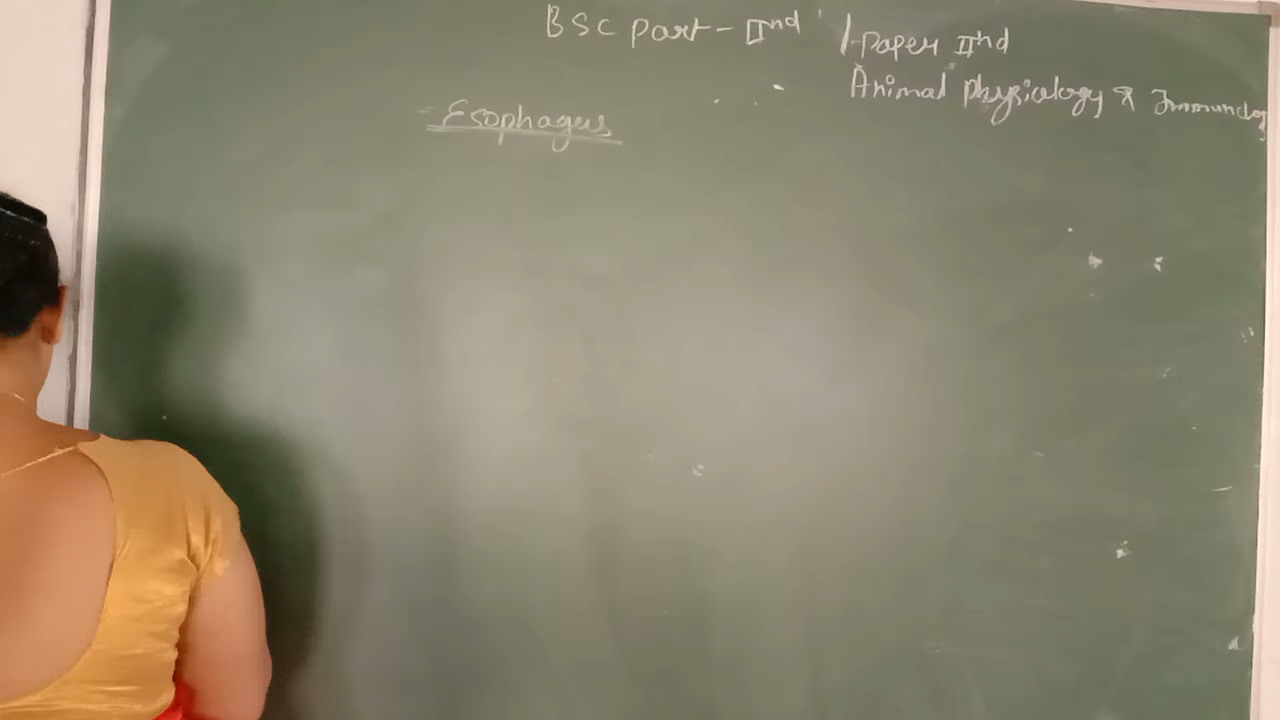 BSC Part - IInd / Paper IInd
Animal Physiology & Immunolog
Esophagus